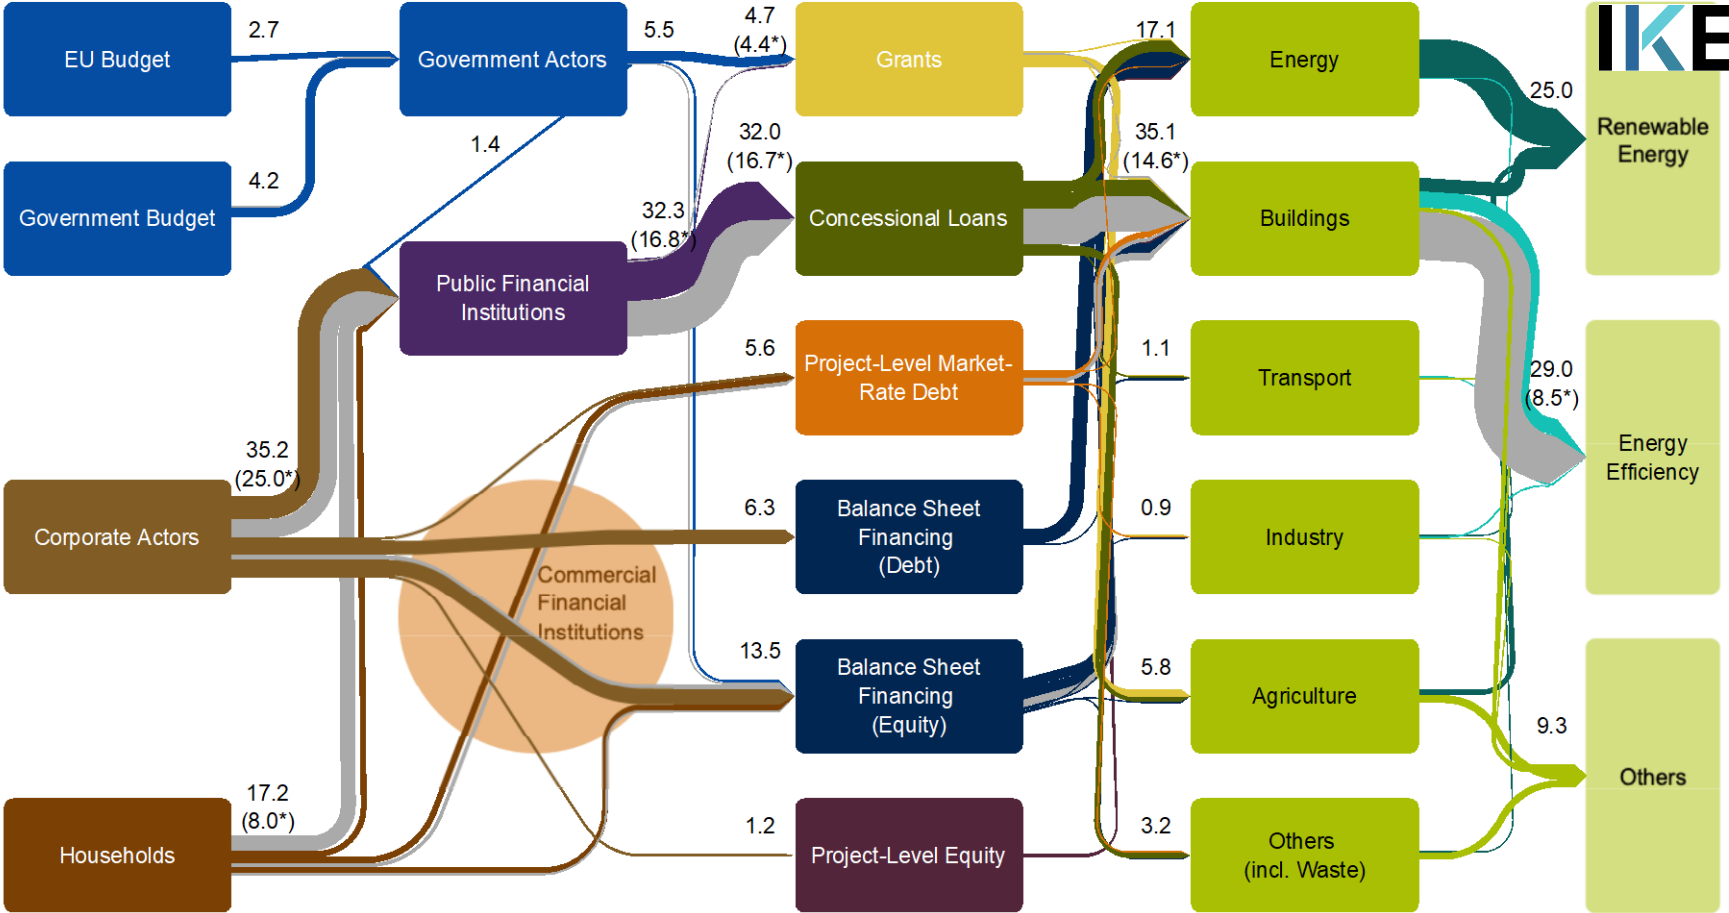 EU Budget
2.7
Government Budget
4.2
Corporate Actors
35.2
(25.0*)
Households
17.2
(8.0*)
Government Actors
5.5
1.4
Public Financial
Institutions
32.3
(16.8*)
Commercial
Financial
Institutions
4.7
(4.4*)
Grants
32.0
(16.7*)
Concessional Loans
5.6
Project-Level Market-
Rate Debt
6.3
Balance Sheet
Financing
(Debt)
13.5
Balance Sheet
Financing
(Equity)
1.2
Project-Level Equity
17.1
Energy
35.1
(14.6*)
Buildings
1.1
Transport
0.9
Industry
5.8
Agriculture
3.2
Others
(incl. Waste)
IKE
25.0
Renewable
Energy
29.0
(8.5*)
Energy
Efficiency
9.3
Others